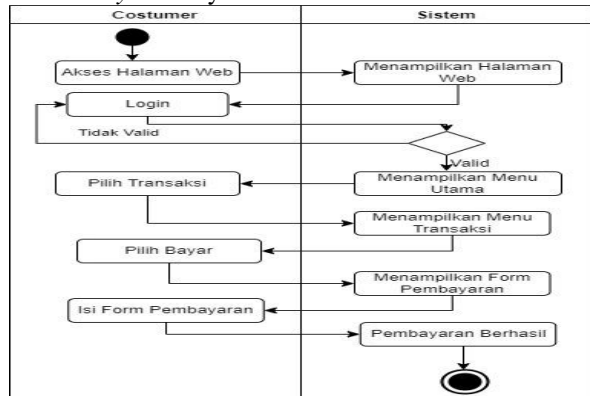 Costumer
Sistem
Akses Halaman Web
Menampilkan Halaman
Web
Login
Tidak Valid
Valid
Pilih Transaksi
Menampilkan Menu
Utama
Menampilkan Menu
Transaksi
Pilih Bayar
Menampilkan Form
Pembayaran
Isi Form Pembayaran
Pembayaran Berhasil